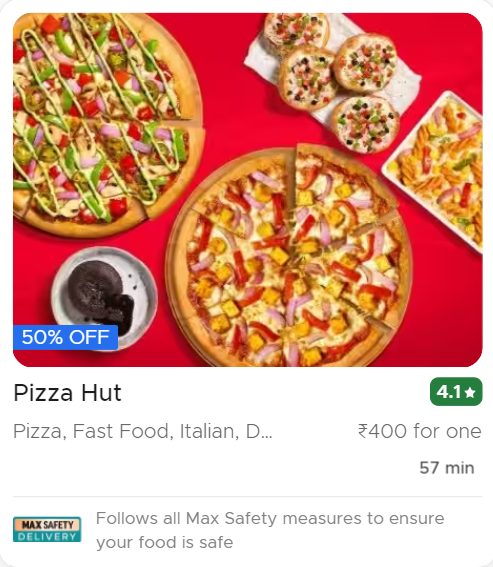 50% OFF
Pizza Hut
4.1★
Pizza, Fast Food, Italian, D...
₹400 for one
57 min
MAX SAFETY
DELIVERY
Follows all Max Safety measures to ensure
your food is safe